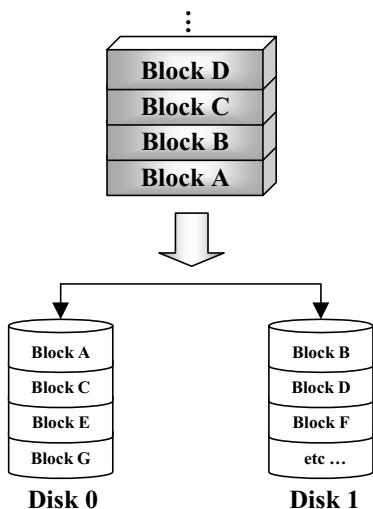 ⋮
Block D
Block C
Block B
Block A
Block A
Block C
Block E
Block G
Disk 0
Block B
Block D
Block F
etc …
Disk 1